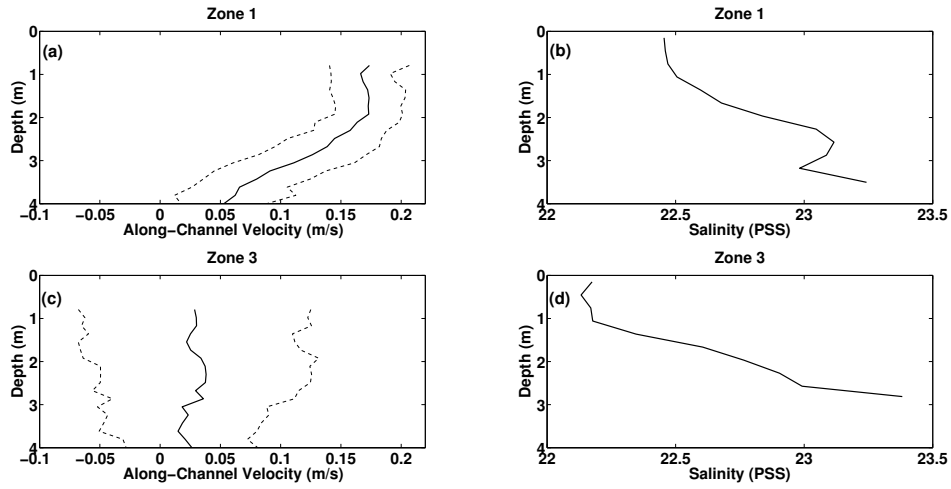 Zone 1
0
1
2
3
4
Depth (m)
(a)
−0.1 −0.05 0 0.05 0.1 0.15 0.2
Along−Channel Velocity (m/s)
Zone 1
0
1
2
3
4
Depth (m)
(b)
22 22.5 23 23.5
Salinity (PSS)
Zone 3
0
1
2
3
4
Depth (m)
(c)
−0.1 −0.05 0 0.05 0.1 0.15 0.2
Along−Channel Velocity (m/s)
Zone 3
0
1
2
3
4
Depth (m)
(d)
22 22.5 23 23.5
Salinity (PSS)